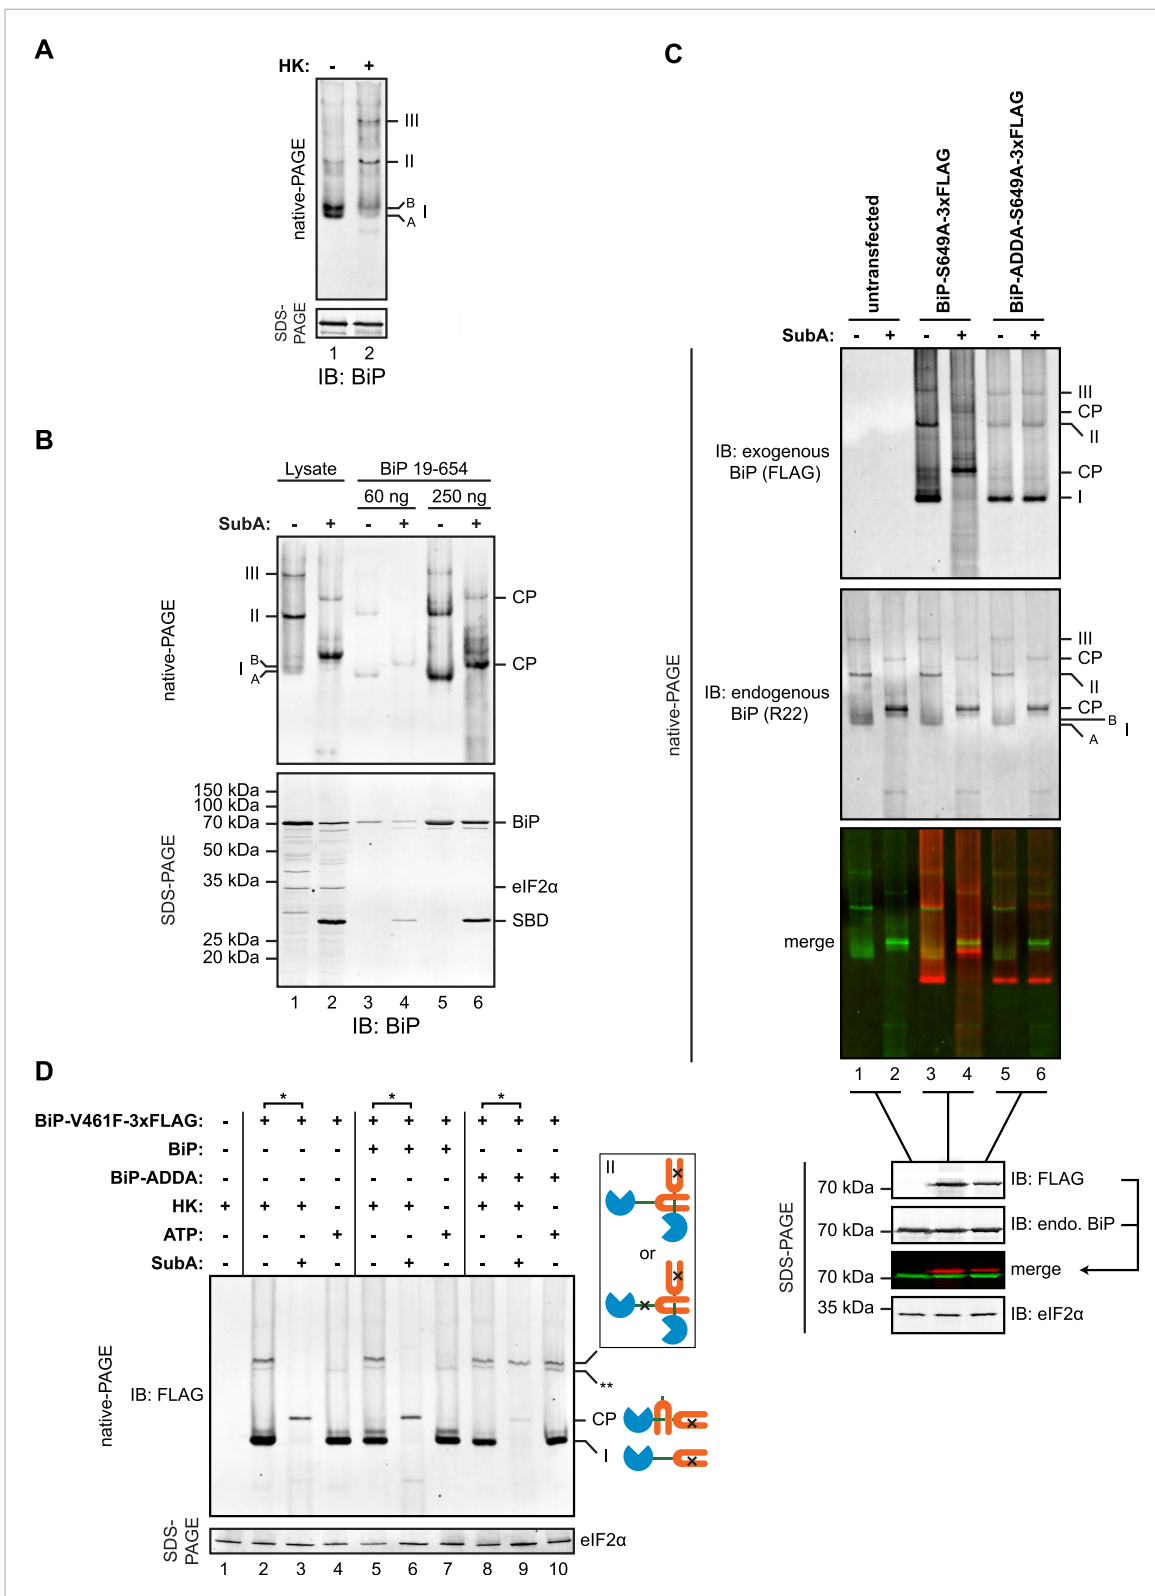 A
HK: - +
native-PAGE
III
II
B
A
I
SDS-
PAGE
1 2
IB: BiP
B
Lysate BiP 19-654
60 ng 250 ng
SubA: - + - + - +
native-PAGE
III
II
I
B
A
CP
CP
SDS-PAGE
150 kDa
100 kDa
70 kDa
50 kDa
35 kDa
25 kDa
20 kDa
BiP
eIF2α
SBD
1 2 3 4 5 6
IB: BiP
C
untransfected
BiP-S649A-3xFLAG
BiP-ADDA-S649A-3xFLAG
SubA: - + - + - +
native-PAGE
IB: exogenous
BiP (FLAG)
III
CP
II
CP
I
IB: endogenous
BiP (R22)
III
CP
II
CP
B
A
I
merge
1 2 3 4 5 6
SDS-PAGE
70 kDa
IB: FLAG
70 kDa
IB: endo. BiP
70 kDa
merge
35 kDa
IB: eIF2α
D
* * *
BiP-V461F-3xFLAG: - + + + + + + + + +
BiP: - - - - + + + - - -
BiP-ADDA: - - - - - - - + + +
HK: + + + - + + - + + -
ATP: - - - + - - + - - +
SubA: - - + - - + - - + -
native-PAGE
IB: FLAG
II
or
**
CP
I
SDS-
PAGE
eIF2α
1 2 3 4 5 6 7 8 9 10